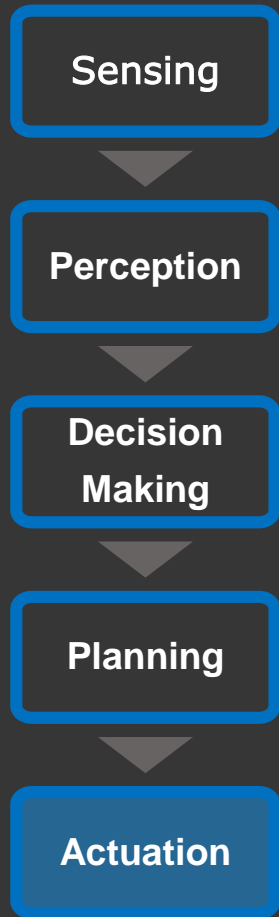 Sensing
Perception
Decision
Making
Planning
Actuation